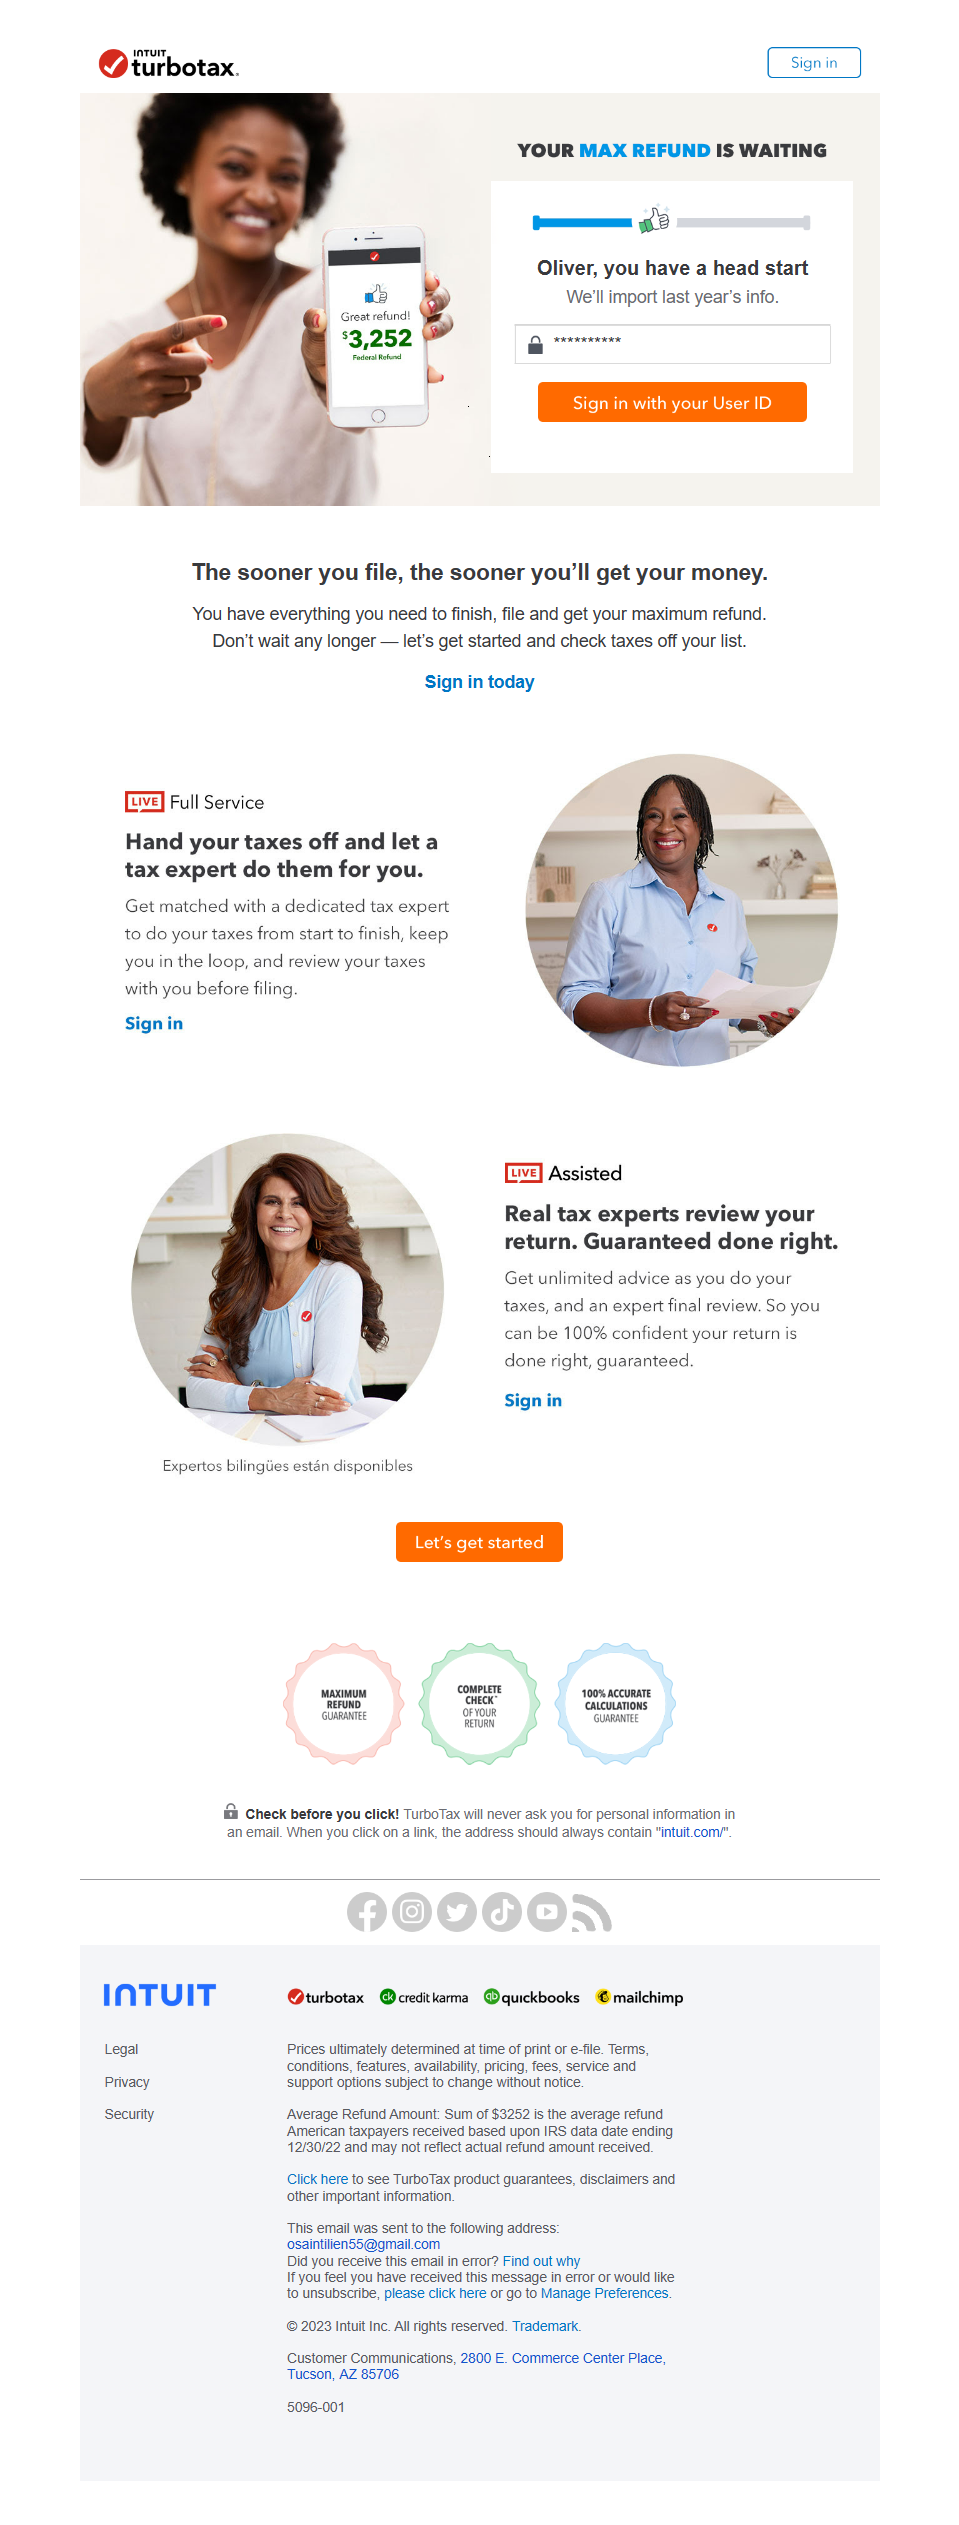 INTUIT
turbotax
Sign in
YOUR MAX REFUND IS WAITING
Great refund!
$3,252
Federal Refund
Oliver, you have a head start
We'll import last year's info.
**********
Sign in with your User ID
The sooner you file, the sooner you'll get your money.
You have everything you need to finish, file and get your maximum refund.
Don't wait any longer — let's get started and check taxes off your list.
Sign in today
LIVE Full Service
Hand your taxes off and let a
tax expert do them for you.
Get matched with a dedicated tax expert
to do your taxes from start to finish, keep
you in the loop, and review your taxes
with you before filing.
Sign in
LIVE Assisted
Real tax experts review your
return. Guaranteed done right.
Get unlimited advice as you do your
taxes, and an expert final review. So you
can be 100% confident your return is
done right, guaranteed.
Sign in
Expertos bilingües están disponibles
Let's get started
MAXIMUM
REFUND
GUARANTEE
COMPLETE
CHECK™
OF YOUR
RETURN
100% ACCURATE
CALCULATIONS
GUARANTEE
Check before you click! TurboTax will never ask you for personal information in
an email. When you click on a link, the address should always contain "intuit.com/".
INTUIT
turbotax ck credit karma qb quickbooks mailchimp
Legal
Privacy
Security
Prices ultimately determined at time of print or e-file. Terms,
conditions, features, availability, pricing, fees, service and
support options subject to change without notice.
Average Refund Amount: Sum of $3252 is the average refund
American taxpayers received based upon IRS data date ending
12/30/22 and may not reflect actual refund amount received.
Click here to see TurboTax product guarantees, disclaimers and
other important information.
This email was sent to the following address:
osaintilien55@gmail.com
Did you receive this email in error? Find out why
If you feel you have received this message in error or would like
to unsubscribe, please click here or go to Manage Preferences.
© 2023 Intuit Inc. All rights reserved. Trademark.
Customer Communications, 2800 E. Commerce Center Place,
Tucson, AZ 85706
5096-001